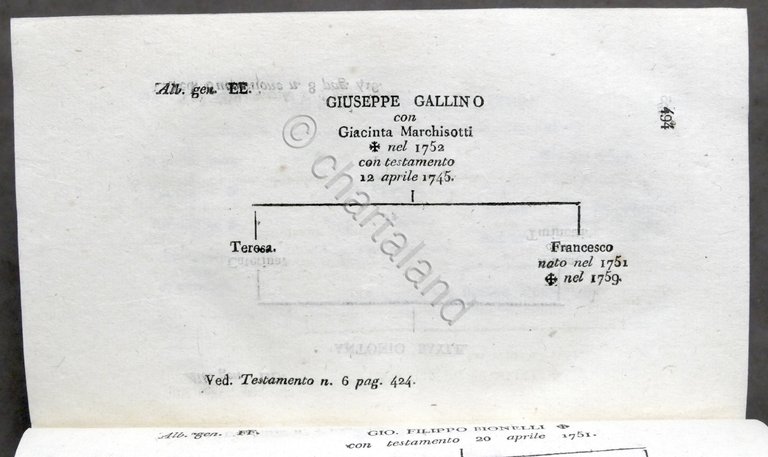 Alb. gen. EE.
494
GIUSEPPE GALLINO
con
Giacinta Marchisotti
✠ nel 1752
con testamento
12 aprile 1745.
Teresa.
Francesco
nato nel 1751
✠ nel 1759.
© chartaland
Ved. Testamento n. 6 pag. 424.
Alb. gen. FF.
GIO. FILIPPO BIONELLI ✠
con testamento 20 aprile 1751.